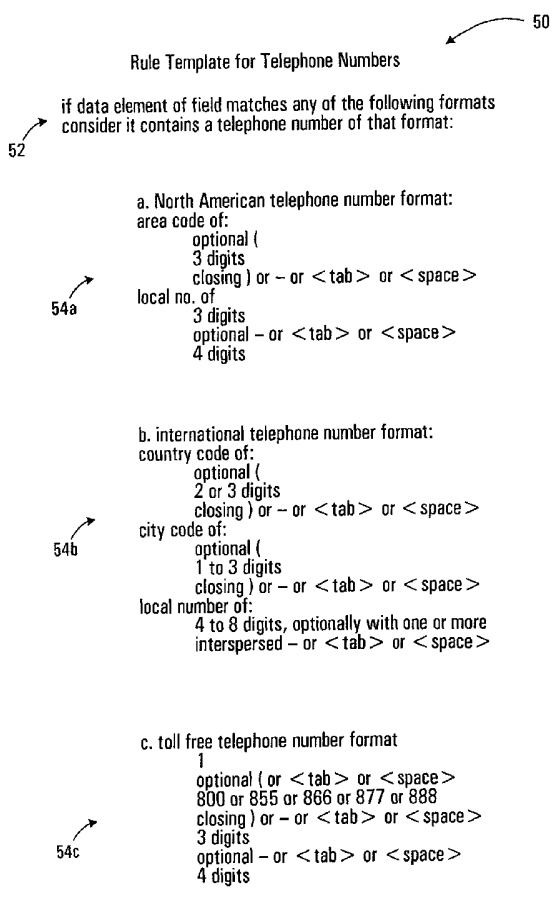 50
Rule Template for Telephone Numbers
if data element of field matches any of the following formats
consider it contains a telephone number of that format:
52
a. North American telephone number format:
area code of:
optional (
3 digits
closing ) or – or <tab> or <space>
54a
local no. of
3 digits
optional – or <tab> or <space>
4 digits
b. international telephone number format:
country code of:
optional (
2 or 3 digits
closing ) or – or <tab> or <space>
city code of:
54b
optional (
1 to 3 digits
closing ) or – or <tab> or <space>
local number of:
4 to 8 digits, optionally with one or more
interspersed – or <tab> or <space>
c. toll free telephone number format
1
optional ( or <tab> or <space>
800 or 855 or 866 or 877 or 888
closing ) or – or <tab> or <space>
3 digits
54c
optional – or <tab> or <space>
4 digits